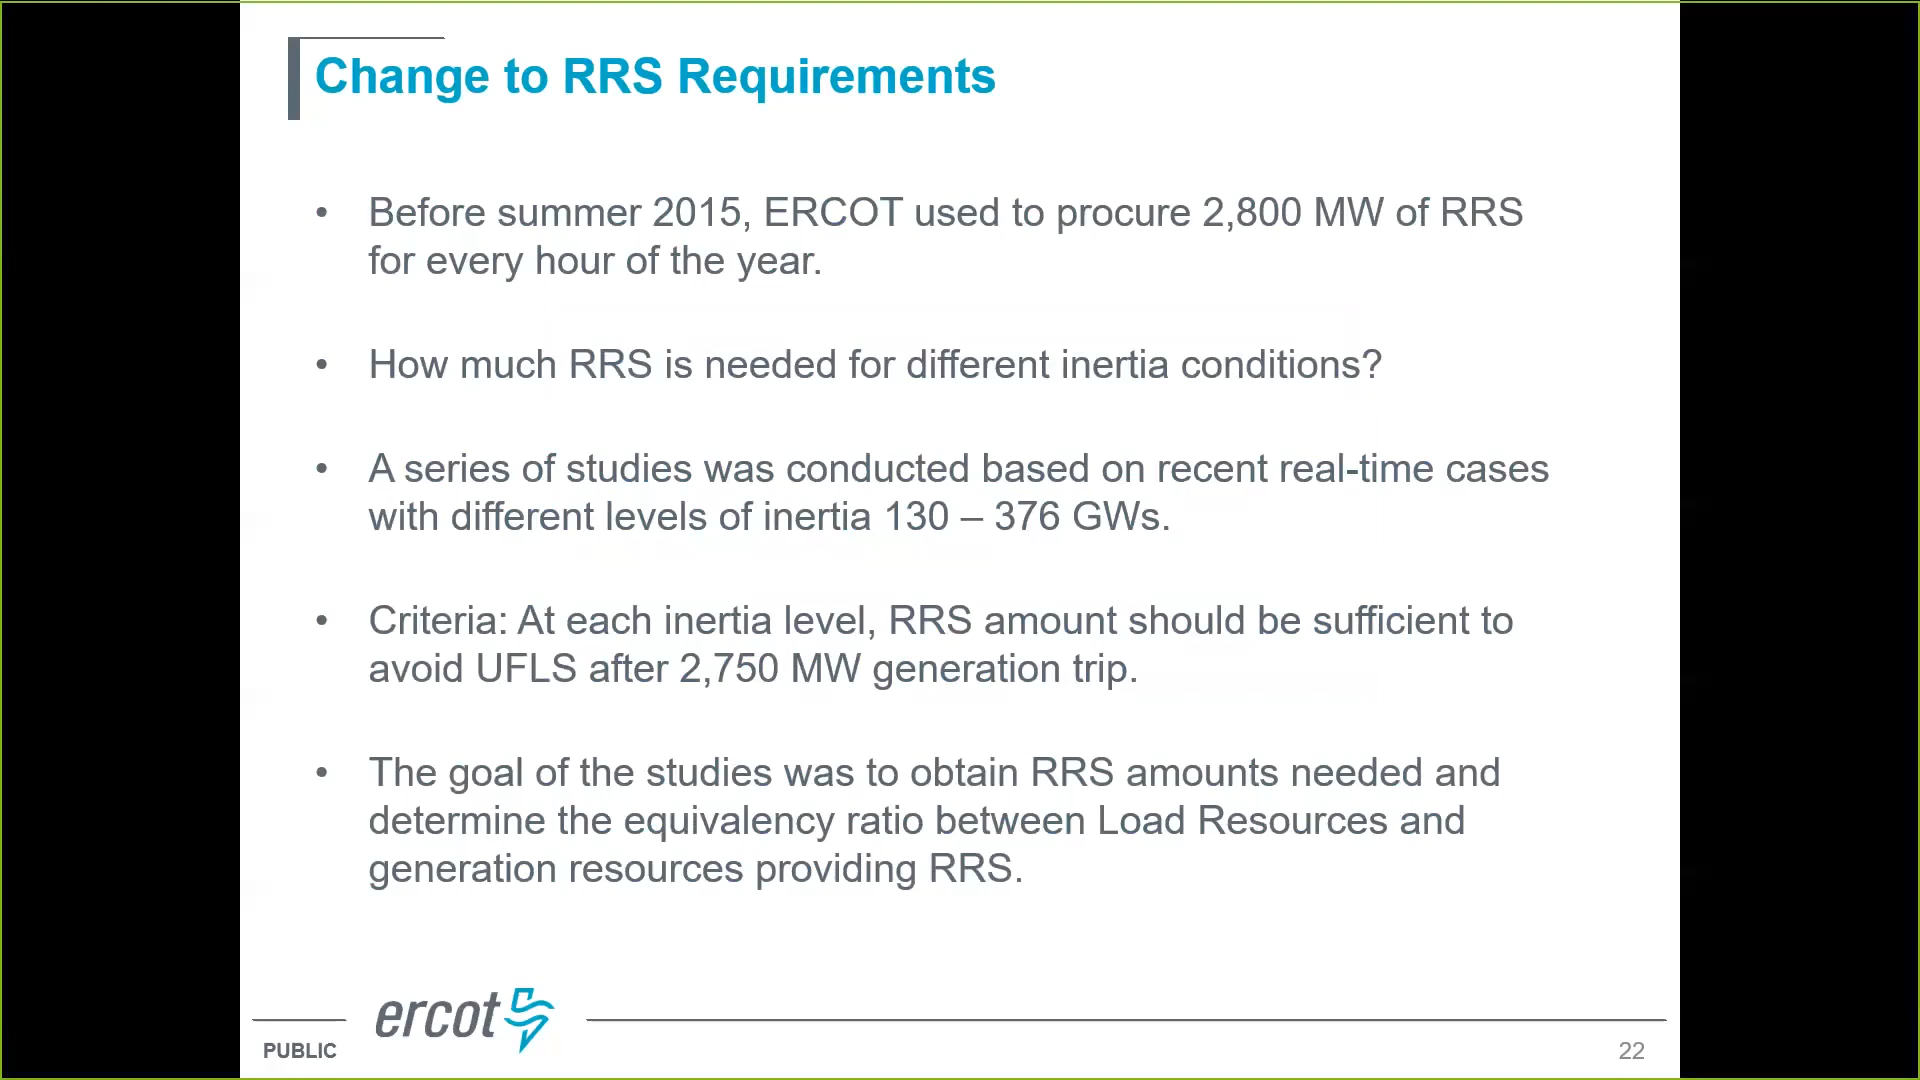 Change to RRS Requirements
• Before summer 2015, ERCOT used to procure 2,800 MW of RRS
for every hour of the year.
• How much RRS is needed for different inertia conditions?
• A series of studies was conducted based on recent real-time cases
with different levels of inertia 130 – 376 GWs.
• Criteria: At each inertia level, RRS amount should be sufficient to
avoid UFLS after 2,750 MW generation trip.
• The goal of the studies was to obtain RRS amounts needed and
determine the equivalency ratio between Load Resources and
generation resources providing RRS.
ercot
PUBLIC
22